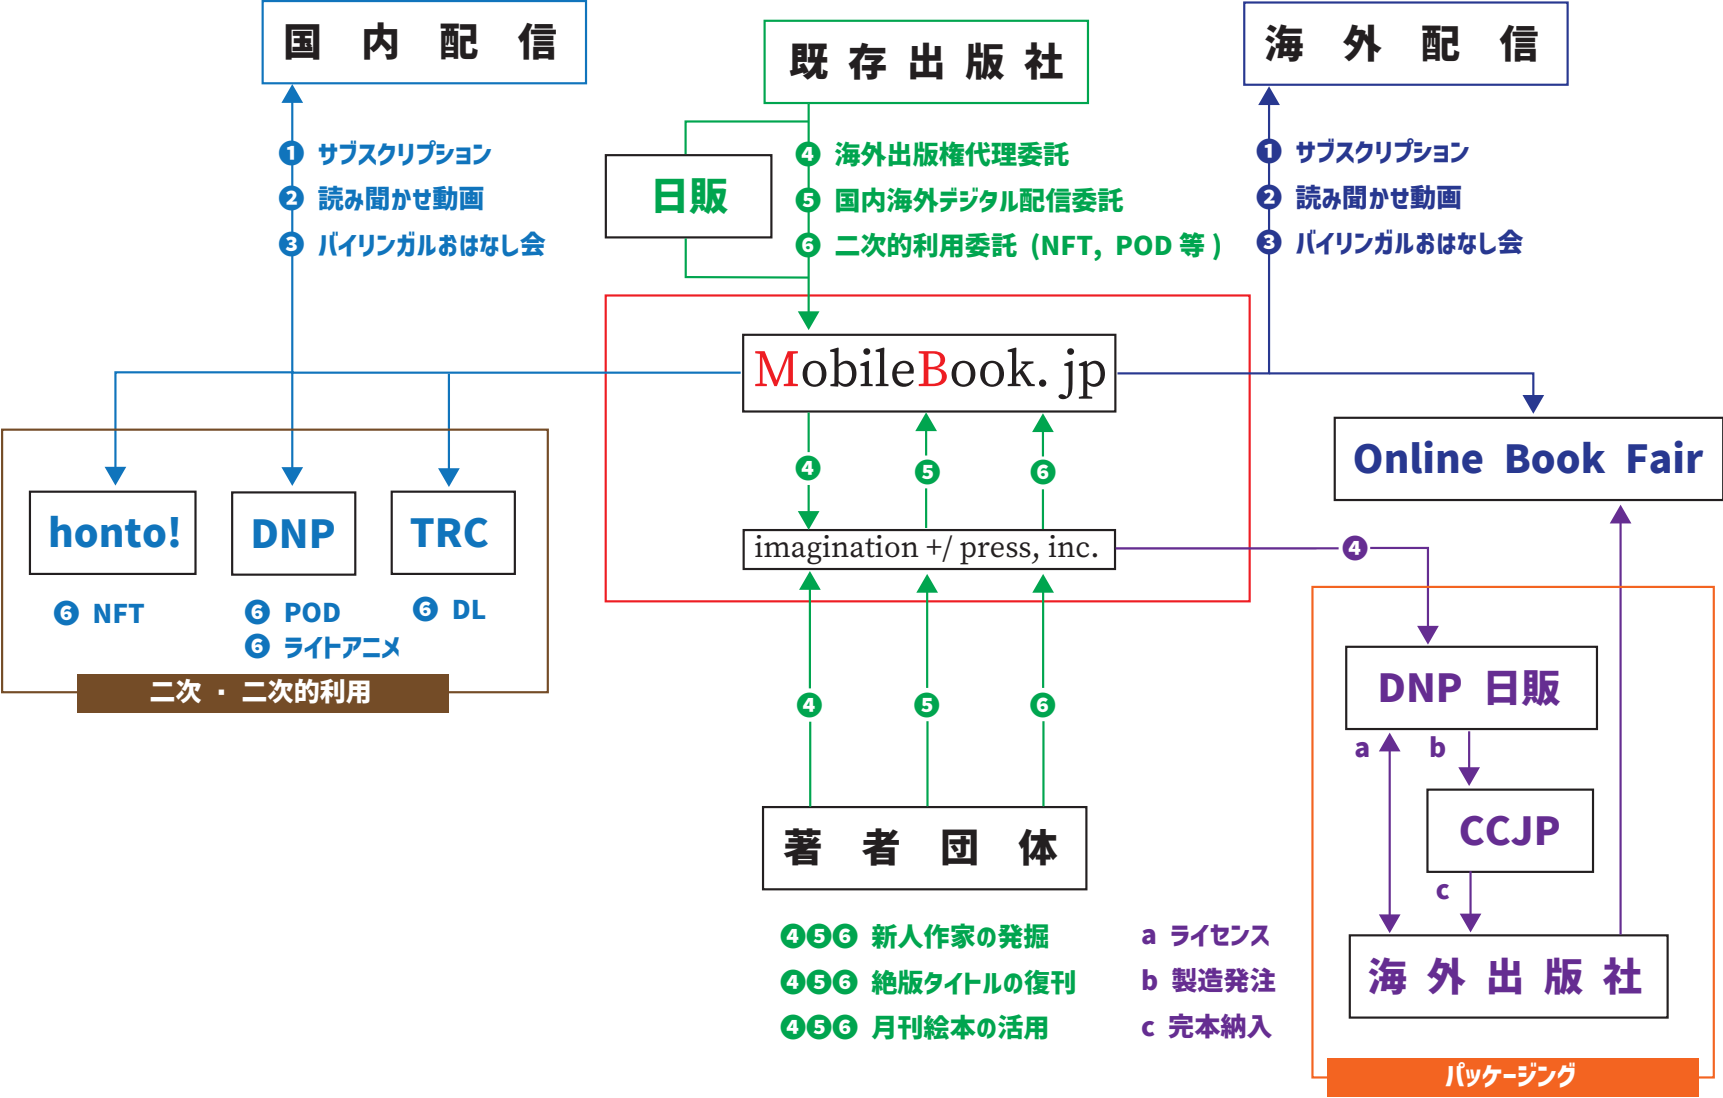 国内配信
既存出版社
海外配信
❶ サブスクリプション
❷ 読み聞かせ動画
❸ バイリンガルおはなし会
日販
❹ 海外出版権代理委託
❺ 国内海外デジタル配信委託
❻ 二次的利用委託 (NFT, POD 等 )
❶ サブスクリプション
❷ 読み聞かせ動画
❸ バイリンガルおはなし会
MobileBook. jp
❹ ❺ ❻
imagination +/ press, inc.
❹
Online Book Fair
honto!
DNP
TRC
❻ NFT
❻ POD
❻ ライトアニメ
❻ DL
二次 ・ 二次的利用
❹ ❺ ❻
著者団体
❹❺❻ 新人作家の発掘
❹❺❻ 絶版タイトルの復刊
❹❺❻ 月刊絵本の活用
a ライセンス
b 製造発注
c 完本納入
DNP 日販
a b
CCJP
c
海外出版社
パッケージング